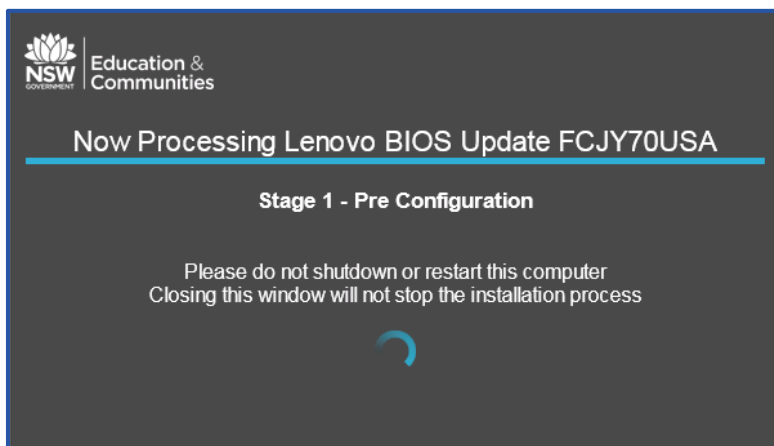 NSW
GOVERNMENT
Education &
Communities
Now Processing Lenovo BIOS Update FCJY70USA
Stage 1 - Pre Configuration
Please do not shutdown or restart this computer
Closing this window will not stop the installation process